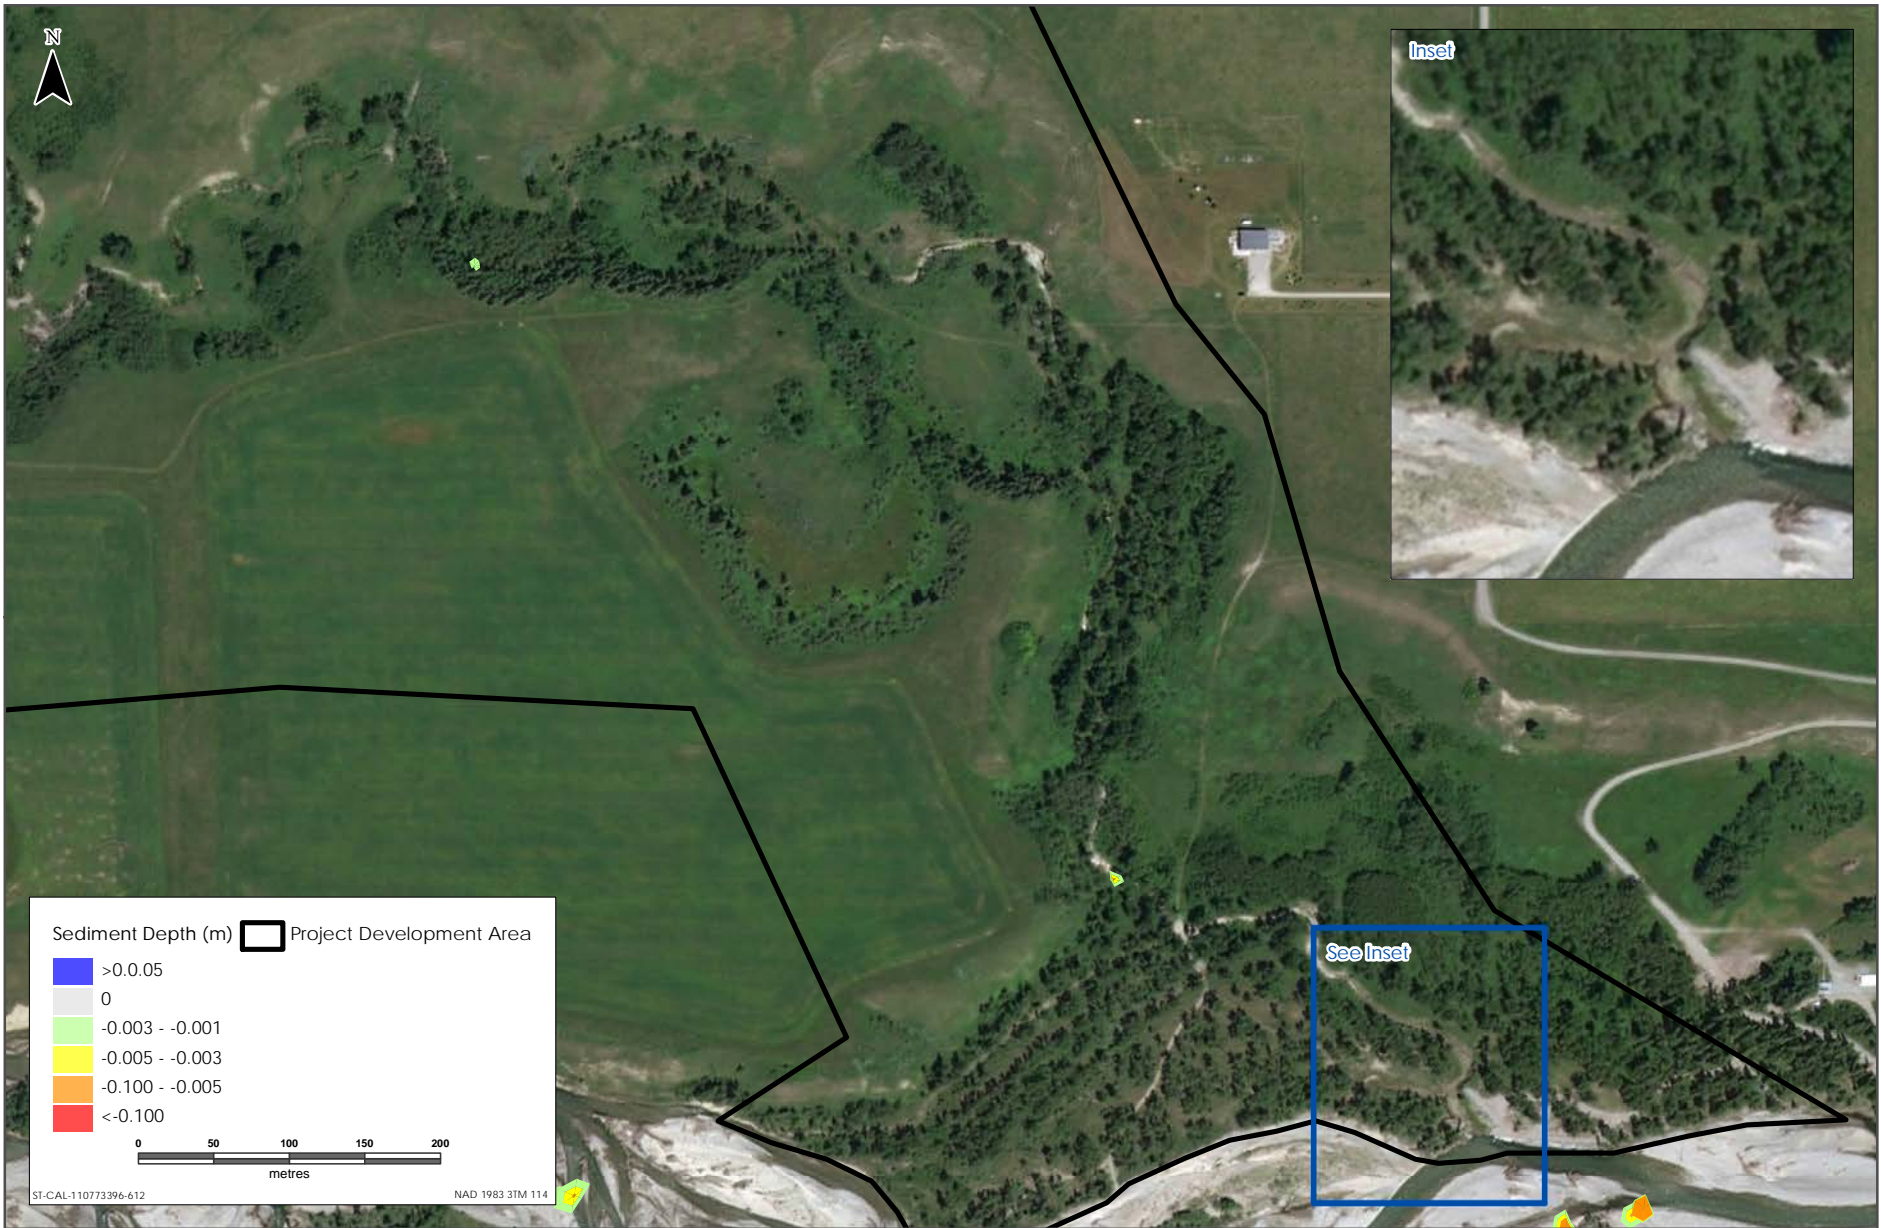 N
Inset
See Inset
Sediment Depth (m) Project Development Area
>0.0.05
0
-0.003 - -0.001
-0.005 - -0.003
-0.100 - -0.005
<-0.100
0 50 100 150 200
metres
ST-CAL-110773396-612 NAD 1983 3TM 114